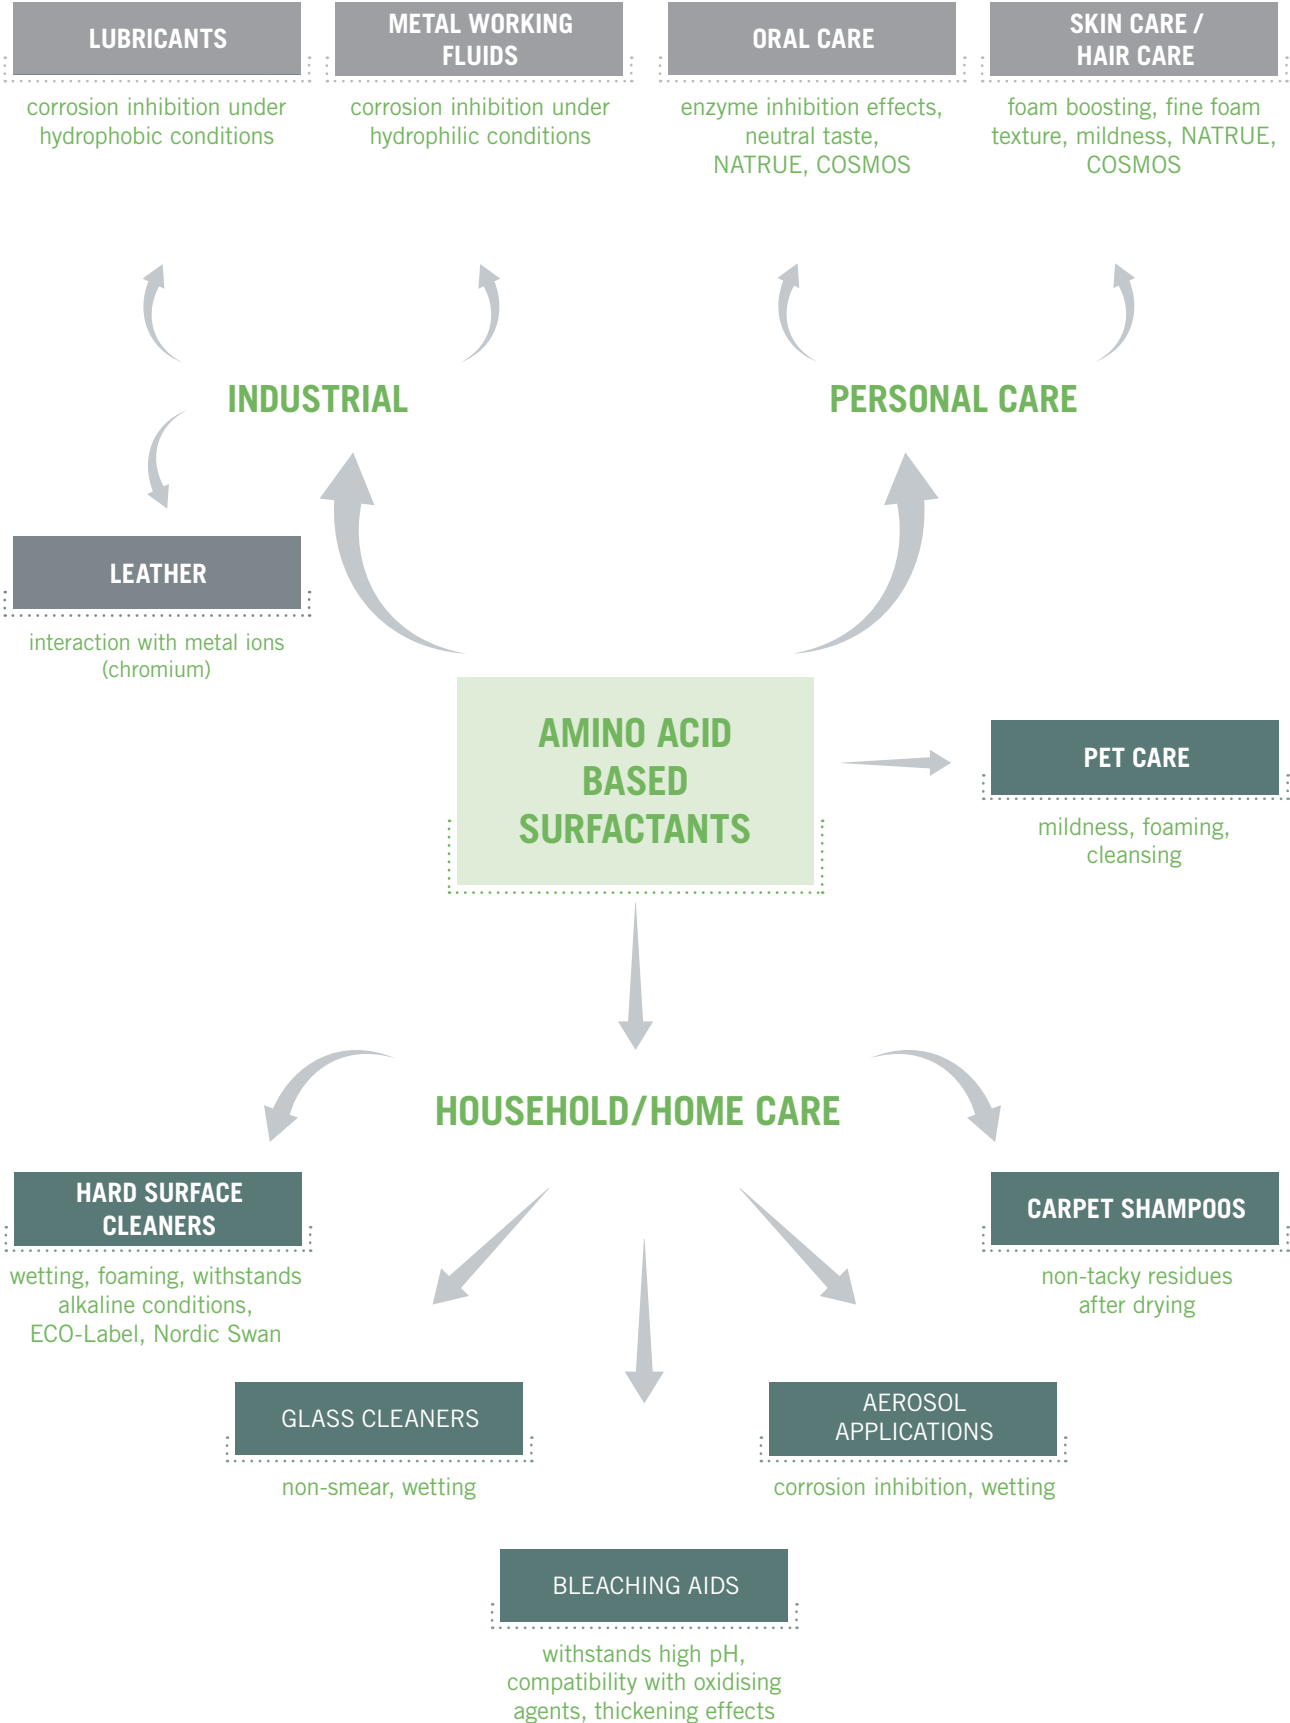 LUBRICANTS
corrosion inhibition under
hydrophobic conditions
METAL WORKING
FLUIDS
corrosion inhibition under
hydrophilic conditions
ORAL CARE
enzyme inhibition effects,
neutral taste,
NATRUE, COSMOS
SKIN CARE /
HAIR CARE
foam boosting, fine foam
texture, mildness, NATRUE,
COSMOS
INDUSTRIAL
PERSONAL CARE
LEATHER
interaction with metal ions
(chromium)
AMINO ACID
BASED
SURFACTANTS
PET CARE
mildness, foaming,
cleansing
HOUSEHOLD/HOME CARE
HARD SURFACE
CLEANERS
wetting, foaming, withstands
alkaline conditions,
ECO-Label, Nordic Swan
CARPET SHAMPOOS
non-tacky residues
after drying
GLASS CLEANERS
non-smear, wetting
AEROSOL
APPLICATIONS
corrosion inhibition, wetting
BLEACHING AIDS
withstands high pH,
compatibility with oxidising
agents, thickening effects